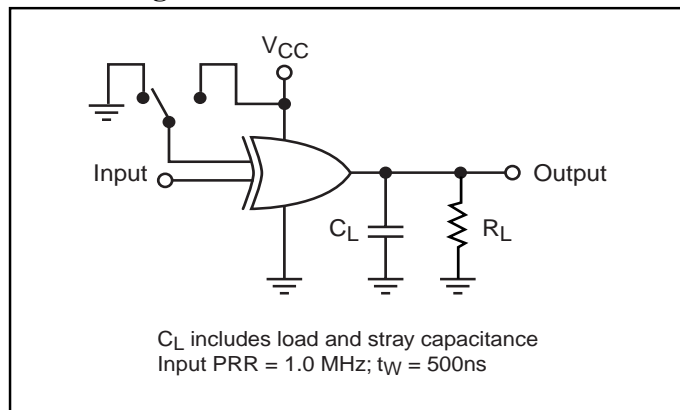 VCC
Input
Output
CL
RL
CL includes load and stray capacitance
Input PRR = 1.0 MHz; tW = 500ns